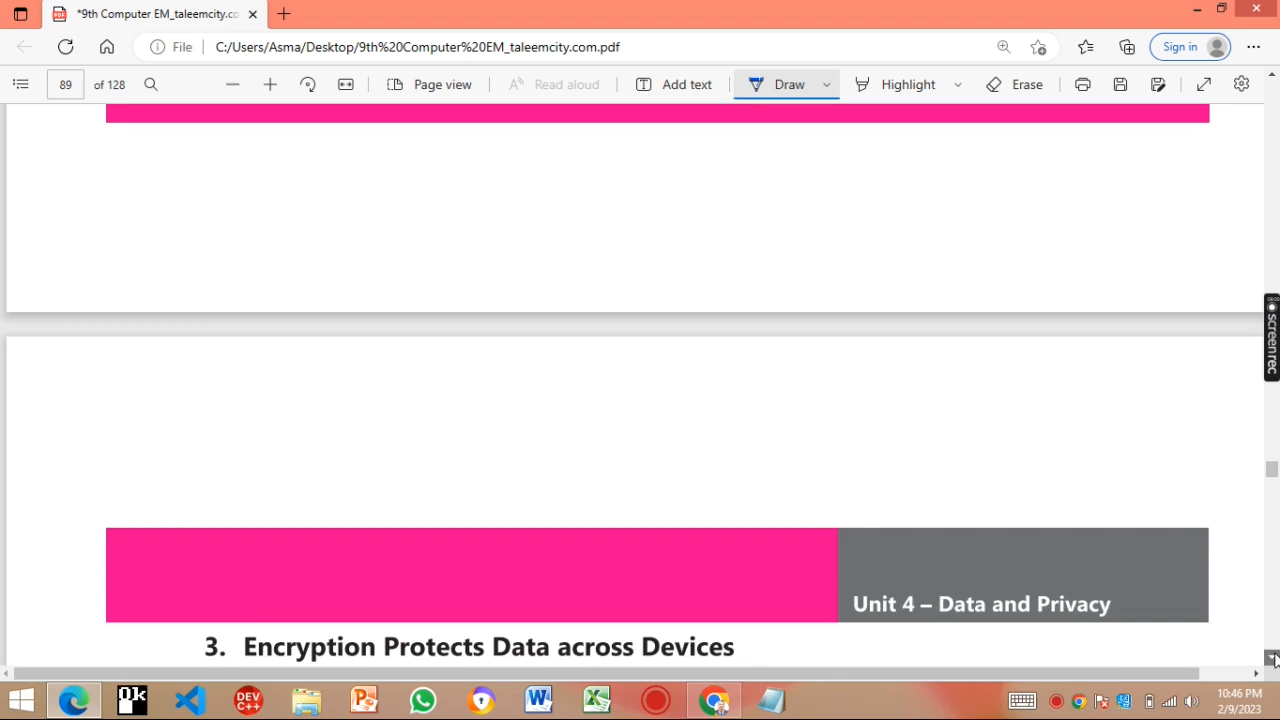 *9th Computer EM_taleemcity.co
File
C:/Users/Asma/Desktop/9th%20Computer%20EM_taleemcity.com.pdf
Sign in
89 of 128
Page view
Read aloud
Add text
Draw
Highlight
Erase
screenrec
Unit 4 – Data and Privacy
3. Encryption Protects Data across Devices
Ok
DEV
C++
10:46 PM
2/9/2023